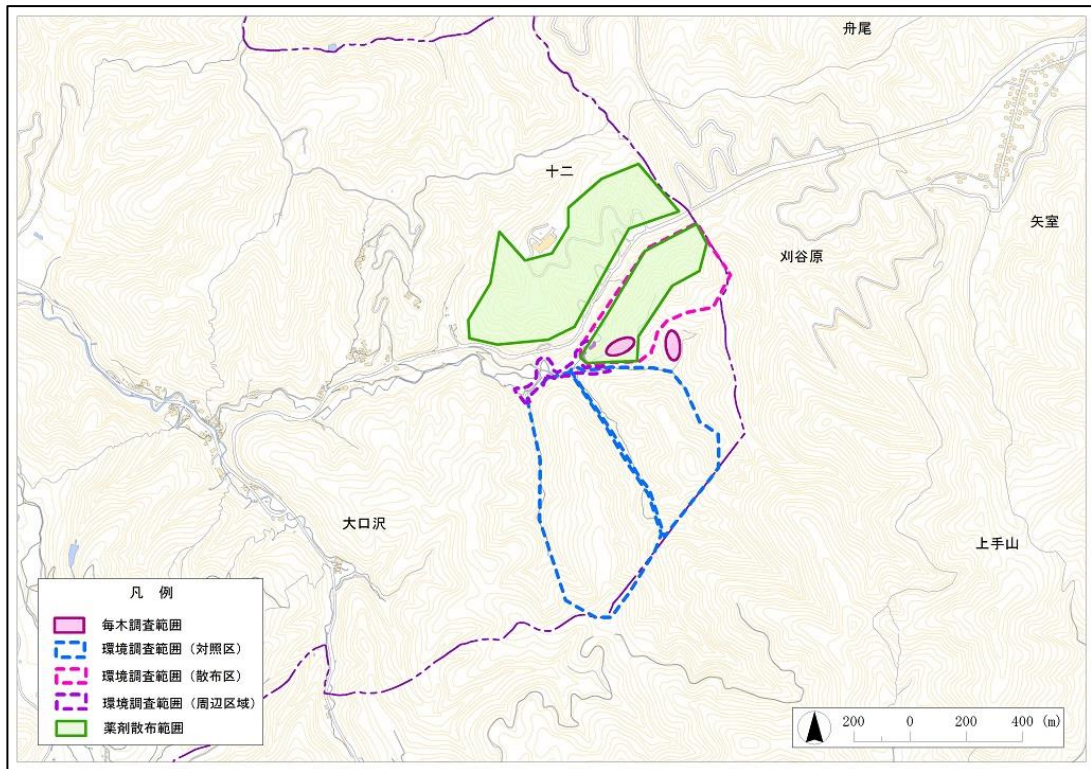 舟尾
十二
矢室
刈谷原
大口沢
上手山
凡 例
毎木調査範囲
環境調査範囲（対照区）
環境調査範囲（散布区）
環境調査範囲（周辺区域）
薬剤散布範囲
200 0 200 400 (m)